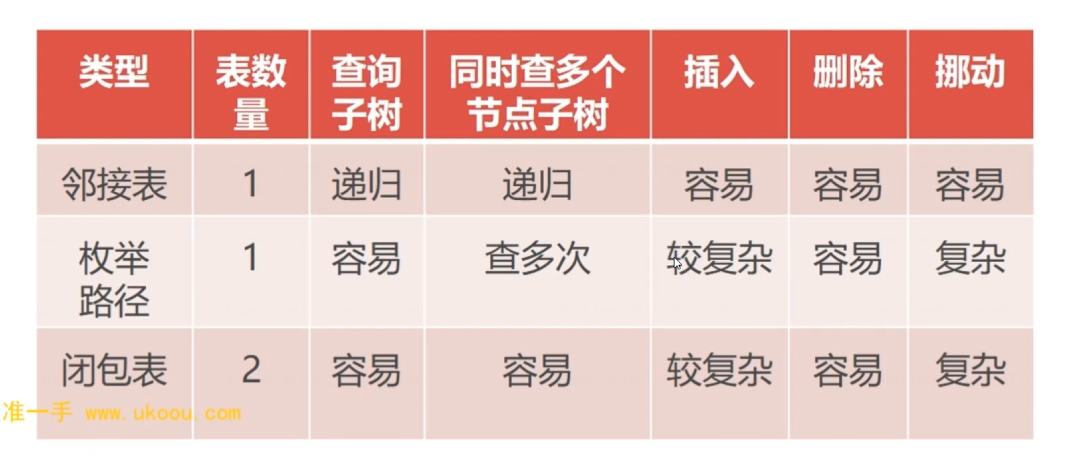 类型 表数量 查询子树 同时查多个节点子树 插入 删除 挪动
邻接表 1 递归 递归 容易 容易 容易
枚举路径 1 容易 查多次 较复杂 容易 复杂
闭包表 2 容易 容易 较复杂 容易 复杂
准一手 www.ukoou.com